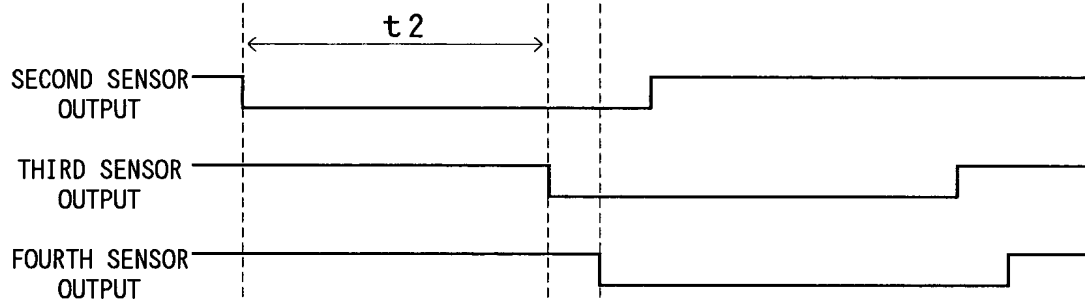 t2
SECOND SENSOR
OUTPUT
THIRD SENSOR
OUTPUT
FOURTH SENSOR
OUTPUT